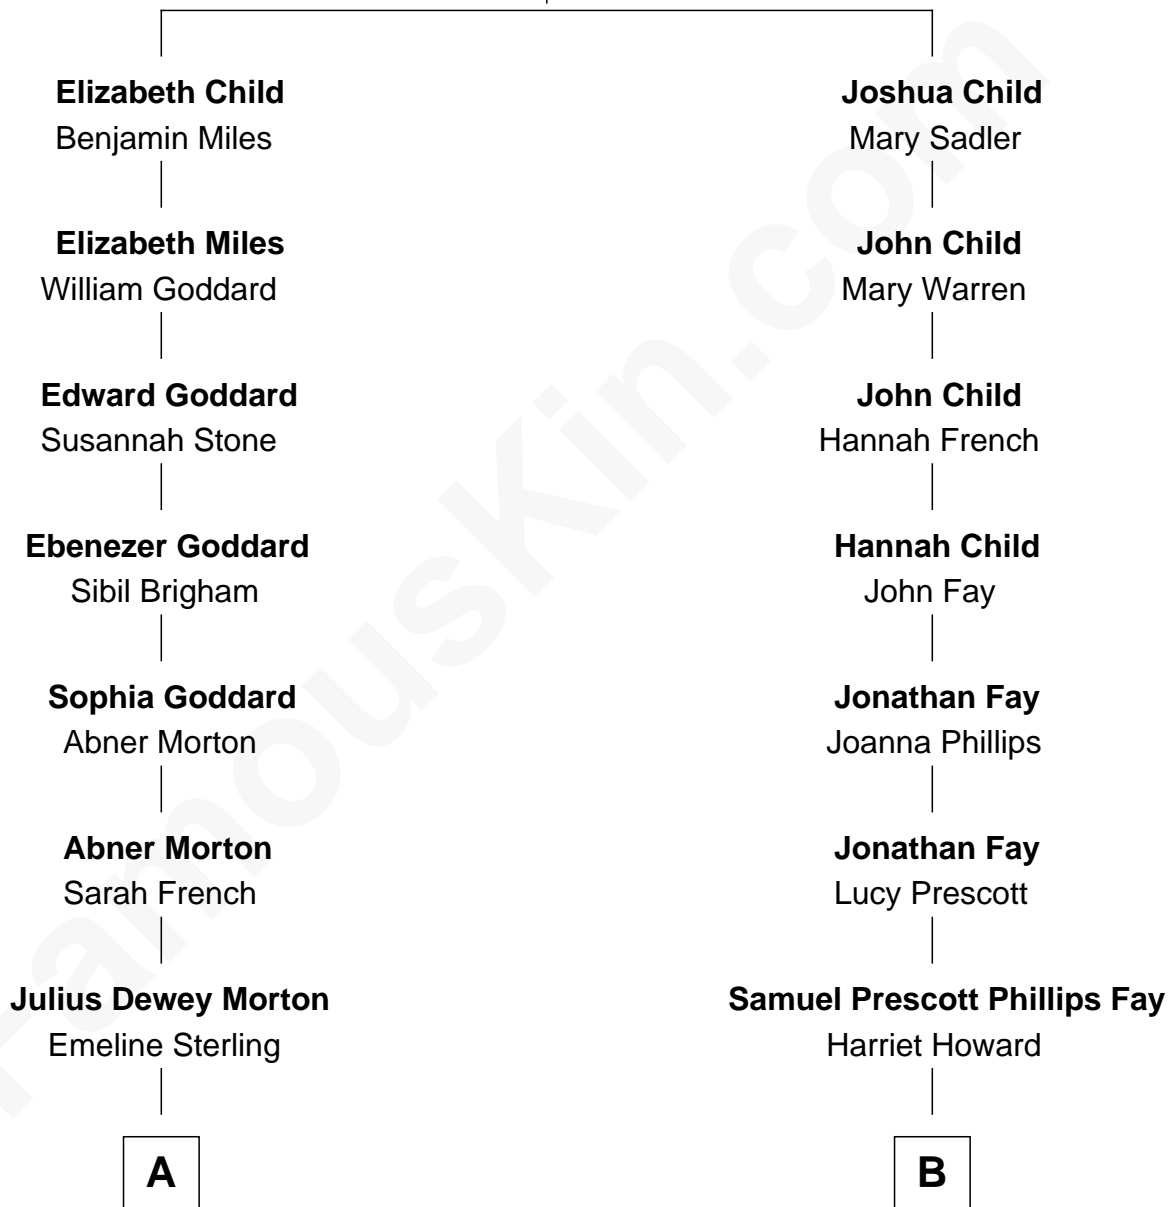 Elizabeth Child
Benjamin Miles
Elizabeth Miles
William Goddard
Edward Goddard
Susannah Stone
Ebenezer Goddard
Sibil Brigham
Sophia Goddard
Abner Morton
Abner Morton
Sarah French
Julius Dewey Morton
Emeline Sterling
A
Joshua Child
Mary Sadler
John Child
Mary Warren
John Child
Hannah French
Hannah Child
John Fay
Jonathan Fay
Joanna Phillips
Jonathan Fay
Lucy Prescott
Samuel Prescott Phillips Fay
Harriet Howard
B
FamousKin.com